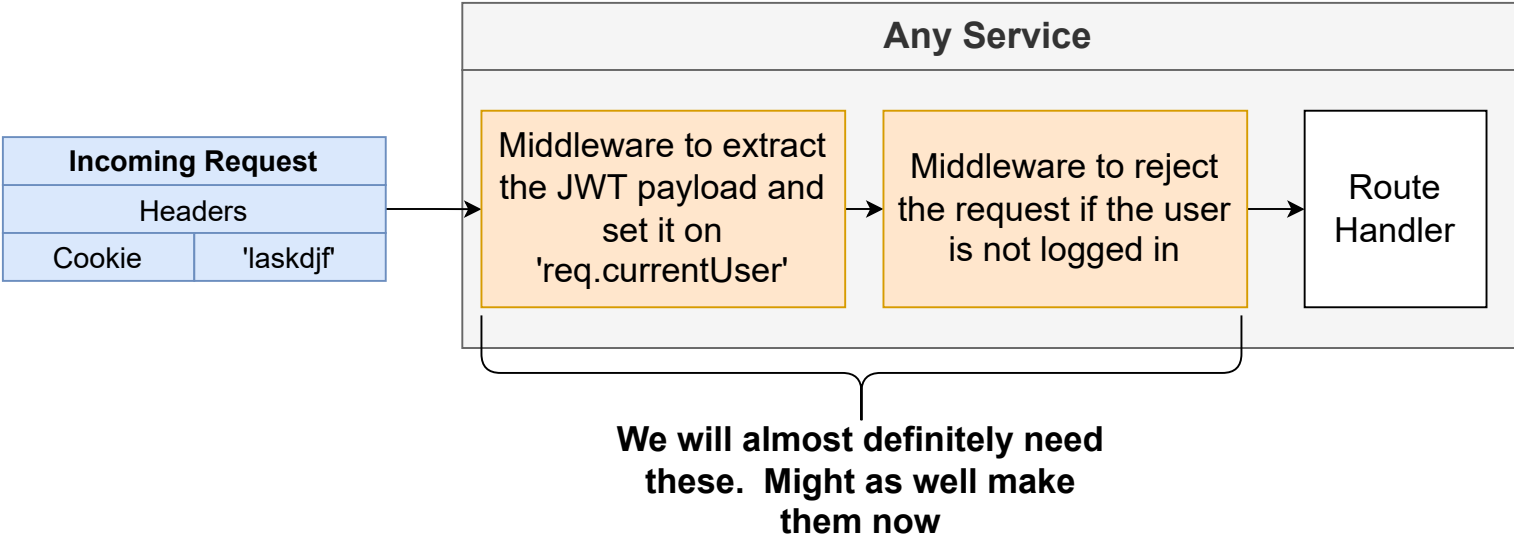 Any Service
Incoming Request
Headers
Cookie
'laskdjf'
Middleware to extract
the JWT payload and
set it on
'req.currentUser'
Middleware to reject
the request if the user
is not logged in
Route
Handler
We will almost definitely need
these.  Might as well make
them now